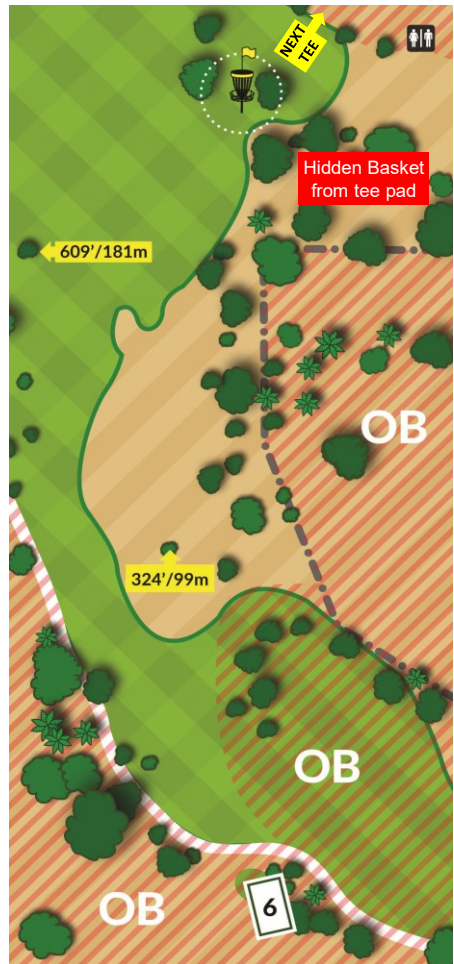 NEXT
TEE
Hidden Basket
from tee pad
609'/181m
OB
324'/99m
OB
OB
6